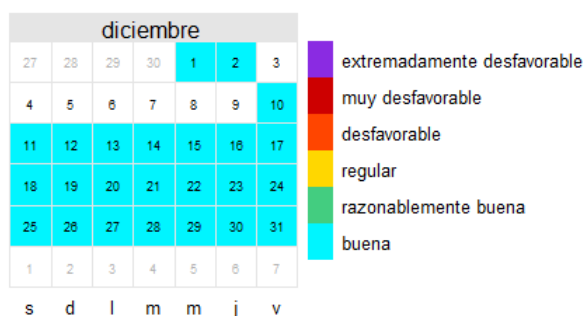 diciembre
27 28 29 30 1 2 3
4 5 6 7 8 9 10
11 12 13 14 15 16 17
18 19 20 21 22 23 24
25 26 27 28 29 30 31
1 2 3 4 5 6 7
s d l m m j v
extremadamente desfavorable
muy desfavorable
desfavorable
regular
razonablemente buena
buena